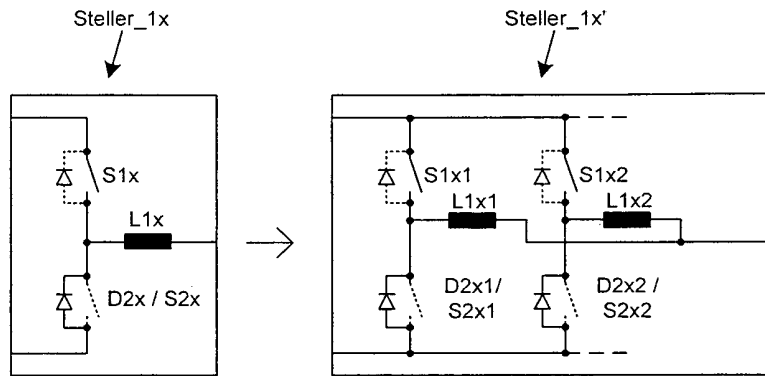 Steller_1x
Steller_1x'
S1x
L1x
D2x / S2x
S1x1
S1x2
L1x1
L1x2
D2x1/
S2x1
D2x2 /
S2x2